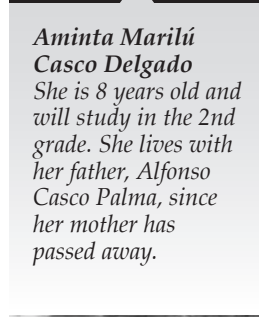 Aminta Marilú
Casco Delgado
She is 8 years old and
will study in the 2nd
grade. She lives with
her father, Alfonso
Casco Palma, since
her mother has
passed away.